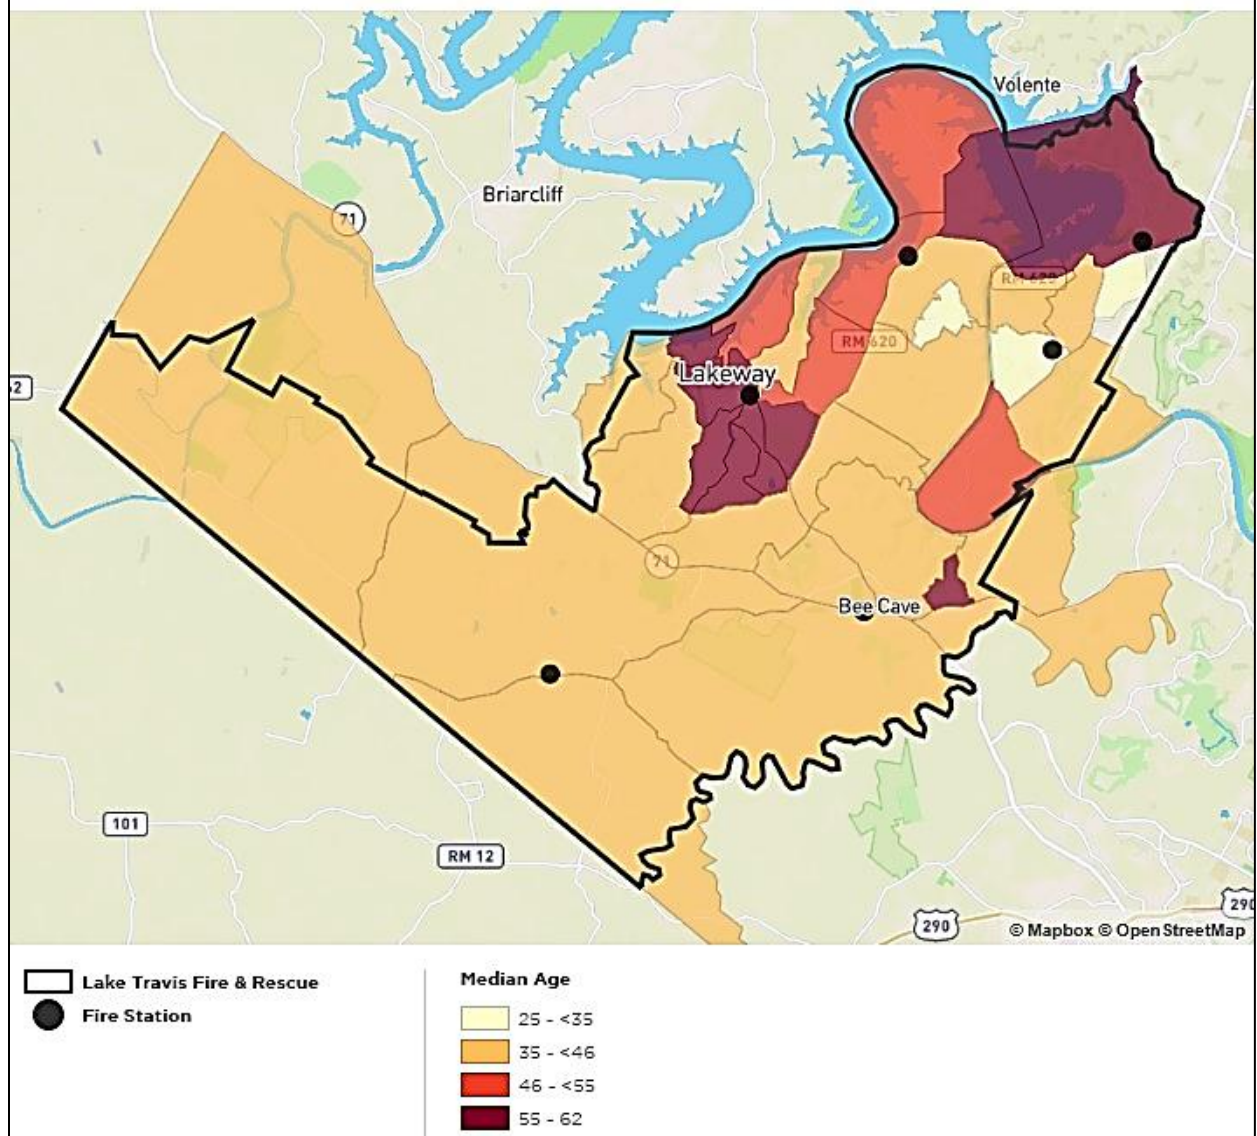 Volente
Briarcliff
71
RM 620
RM 620
Lakeway
2
71
Bee Cave
101
RM 12
290
290
© Mapbox © OpenStreetMap
Lake Travis Fire & Rescue
Fire Station
Median Age
25 - <35
35 - <46
46 - <55
55 - 62